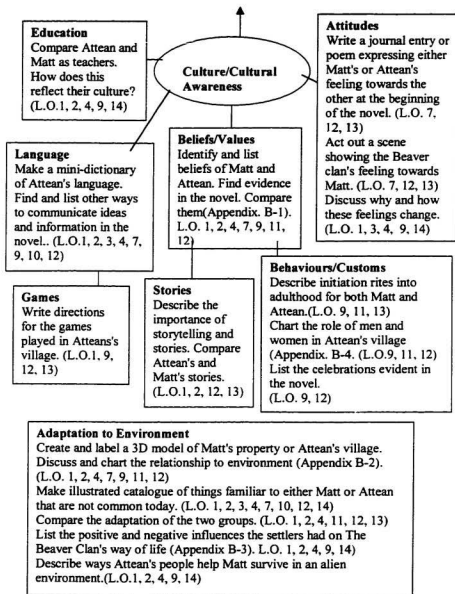 Education
Compare Attean and
Matt as teachers.
How does this
reflect their culture?
(L.O.1, 2, 4, 9, 14)
Culture/Cultural
Awareness
Attitudes
Write a journal entry or
poem expressing either
Matt's or Attean's
feeling towards the
other at the beginning
of the novel. (L.O. 7,
12, 13)
Act out a scene
showing the Beaver
clan's feeling towards
Matt. (L.O. 7, 12, 13)
Discuss why and how
these feelings change.
(L.O. 1, 3, 4, 9, 14)
Language
Make a mini-dictionary
of Attean's language.
Find and list other ways
to communicate ideas
and information in the
novel.. (L.O.1, 2, 3, 4, 7,
9, 10, 12)
Beliefs/Values
Identify and list
beliefs of Matt and
Attean. Find evidence
in the novel. Compare
them(Appendix. B-1).
L.O. 1, 2, 4, 7, 9, 11,
12)
Games
Write directions
for the games
played in Atteans's
village. (L.O.1, 9,
12, 13)
Stories
Describe the
importance of
storytelling and
stories. Compare
Attean's and
Matt's stories.
(L.O.1, 2, 12, 13)
Behaviours/Customs
Describe initiation rites into
adulthood for both Matt and
Attean.(L.O. 9, 11, 13)
Chart the role of men and
women in Attean's village
(Appendix. B-4. (L.O.9, 11, 12)
List the celebrations evident in
the novel.
(L.O. 9, 12)
Adaptation to Environment
Create and label a 3D model of Matt's property or Attean's village.
Discuss and chart the relationship to environment (Appendix B-2).
(L.O. 1, 2, 4, 7, 9, 11, 12)
Make illustrated catalogue of things familiar to either Matt or Attean
that are not common today. (L.O. 1, 2, 3, 4, 7, 10, 12, 14)
Compare the adaptation of the two groups. (L.O. 1, 2, 4, 11, 12, 13)
List the positive and negative influences the settlers had on The
Beaver Clan's way of life (Appendix B-3). L.O. 1, 2, 4, 9, 14)
Describe ways Attean's people help Matt survive in an alien
environment.(L.O.1, 2, 4, 9, 14)